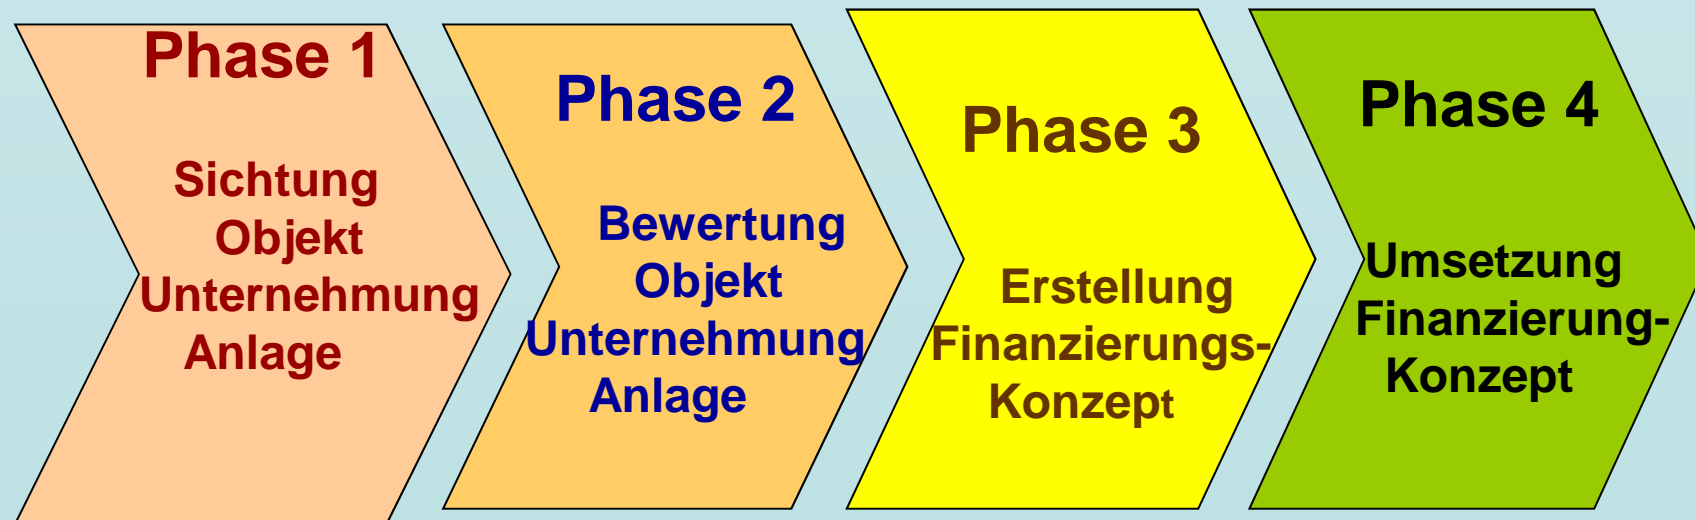 Phase 1
Sichtung
Objekt
Unternehmung
Anlage
Phase 2
Bewertung
Objekt
Unternehmung
Anlage
Phase 3
Erstellung
Finanzierungs-
Konzept
Phase 4
Umsetzung
Finanzierung-
Konzept